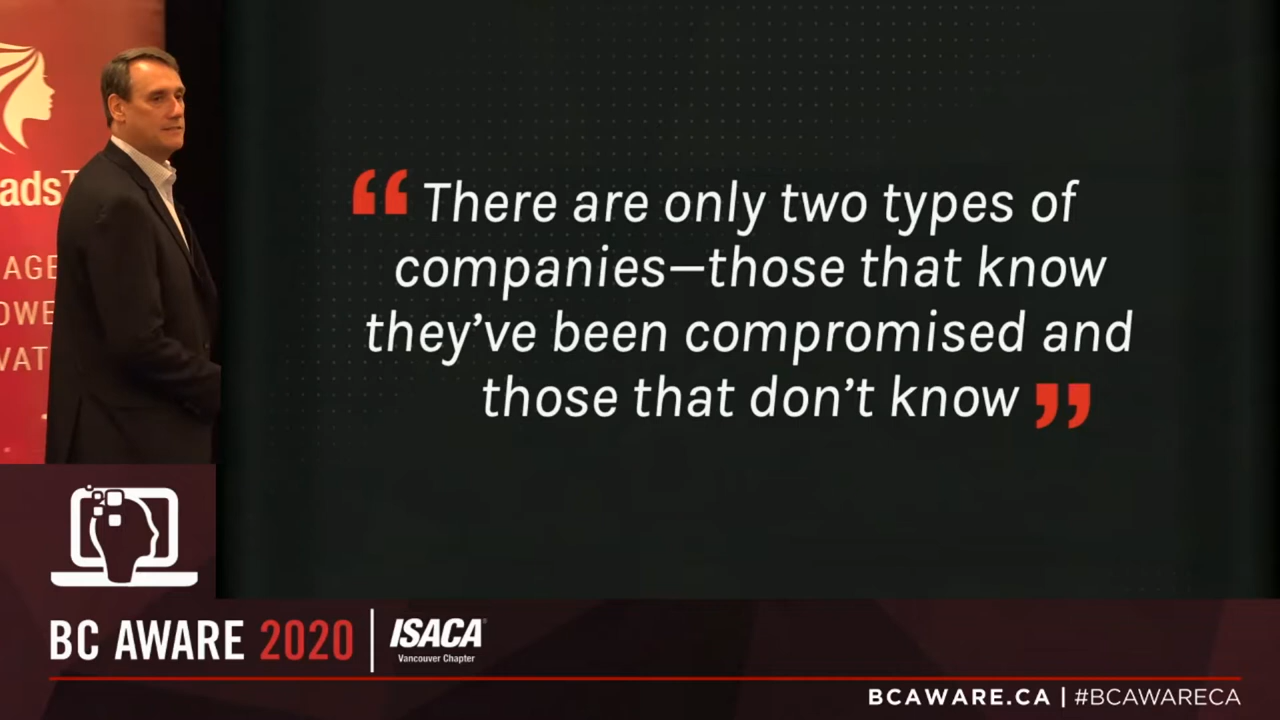 “There are only two types of
companies—those that know
they’ve been compromised and
those that don’t know”
BC AWARE 2020
ISACA
Vancouver Chapter
BCAWARE.CA | #BCAWARECA